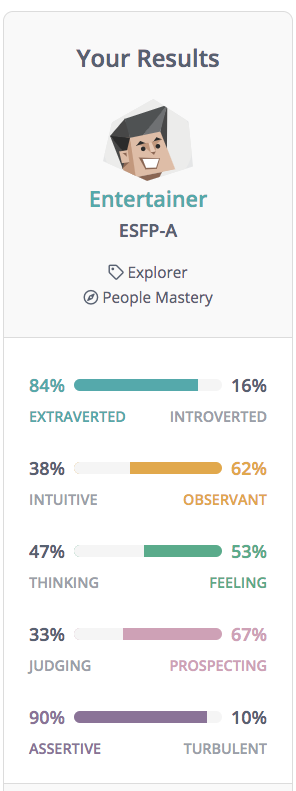 Your Results
Entertainer
ESFP-A
Explorer
People Mastery
84% 16%
EXTRAVERTED INTROVERTED
38% 62%
INTUITIVE OBSERVANT
47% 53%
THINKING FEELING
33% 67%
JUDGING PROSPECTING
90% 10%
ASSERTIVE TURBULENT